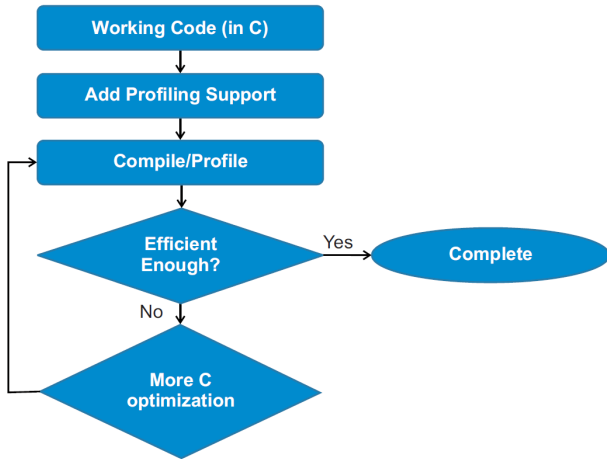 Working Code (in C)
Add Profiling Support
Compile/Profile
Efficient
Enough?
Yes
Complete
No
More C
optimization